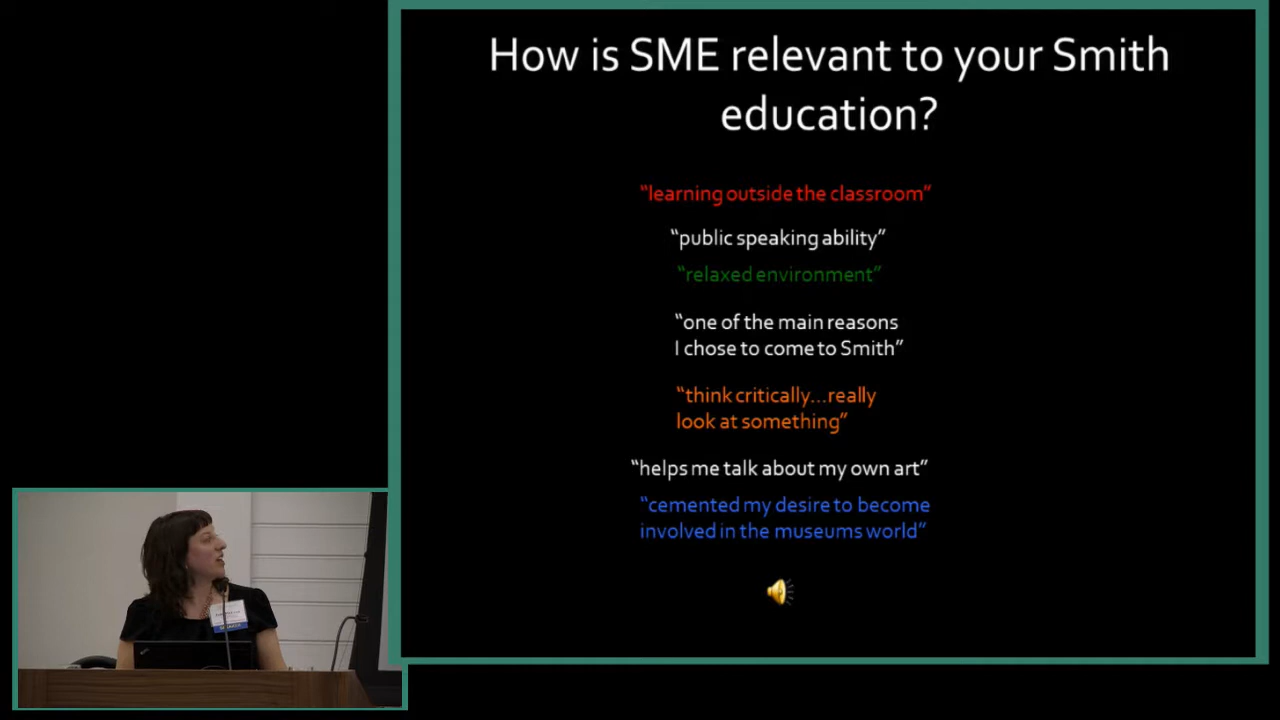 How is SME relevant to your Smith
education?
“learning outside the classroom”
“public speaking ability”
“relaxed environment”
“one of the main reasons
I chose to come to Smith”
“think critically...really
look at something”
“helps me talk about my own art”
“cemented my desire to become
involved in the museums world”